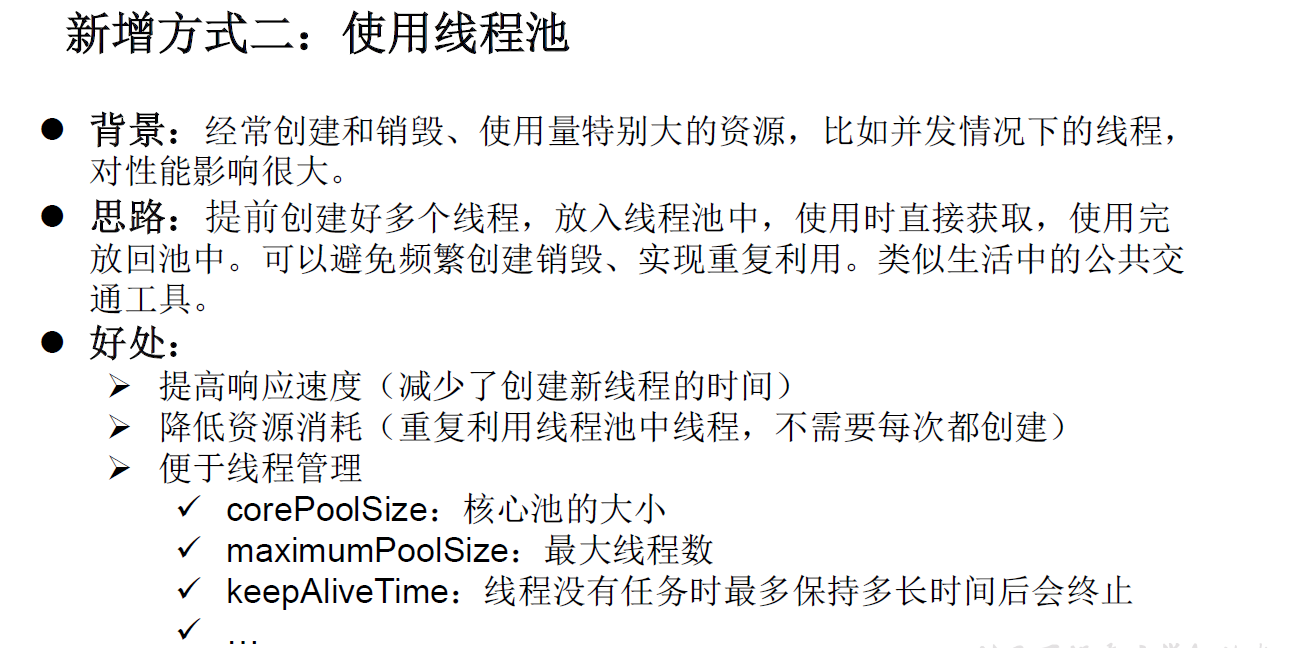 新增方式二：使用线程池
背景：经常创建和销毁、使用量特别大的资源，比如并发情况下的线程，
对性能影响很大。
思路：提前创建好多个线程，放入线程池中，使用时直接获取，使用完
放回池中。可以避免频繁创建销毁、实现重复利用。类似生活中的公共交
通工具。
好处：
提高响应速度（减少了创建新线程的时间）
降低资源消耗（重复利用线程池中线程，不需要每次都创建）
便于线程管理
corePoolSize：核心池的大小
maximumPoolSize：最大线程数
keepAliveTime：线程没有任务时最多保持多长时间后会终止
…